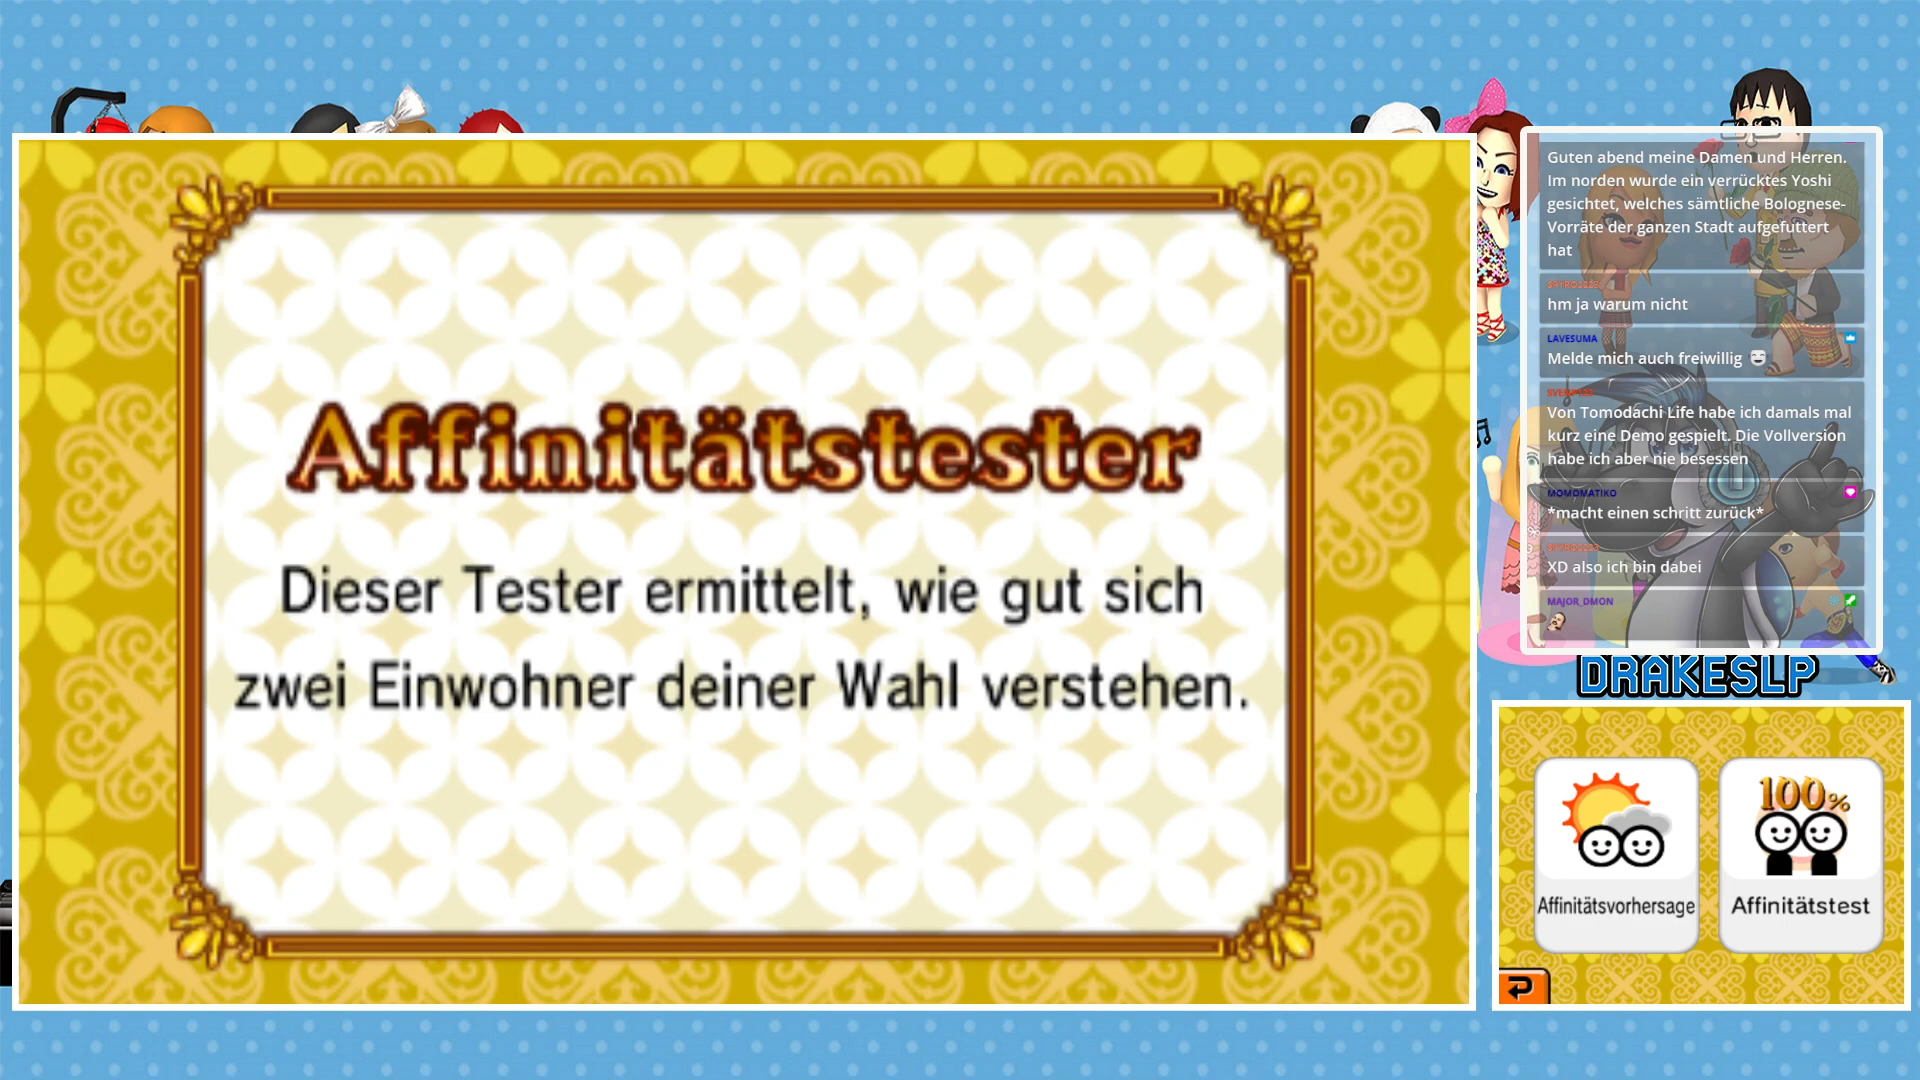 Affinitätstester
Dieser Tester ermittelt, wie gut sich
zwei Einwohner deiner Wahl verstehen.
Guten abend meine Damen und Herren.
Im norden wurde ein verrücktes Yoshi
gesichtet, welches sämtliche Bolognese-
Vorräte der ganzen Stadt aufgefuttert
hat
hm ja warum nicht
LAVESUMA
Melde mich auch freiwillig
Von Tomodachi Life habe ich damals mal
kurz eine Demo gespielt. Die Vollversion
habe ich aber nie besessen
MOMOMATIKO
*macht einen schritt zurück*
XD also ich bin dabei
MAJOR_DMON
DRAKESLP
100%
Affinitätsvorhersage
Affinitätstest